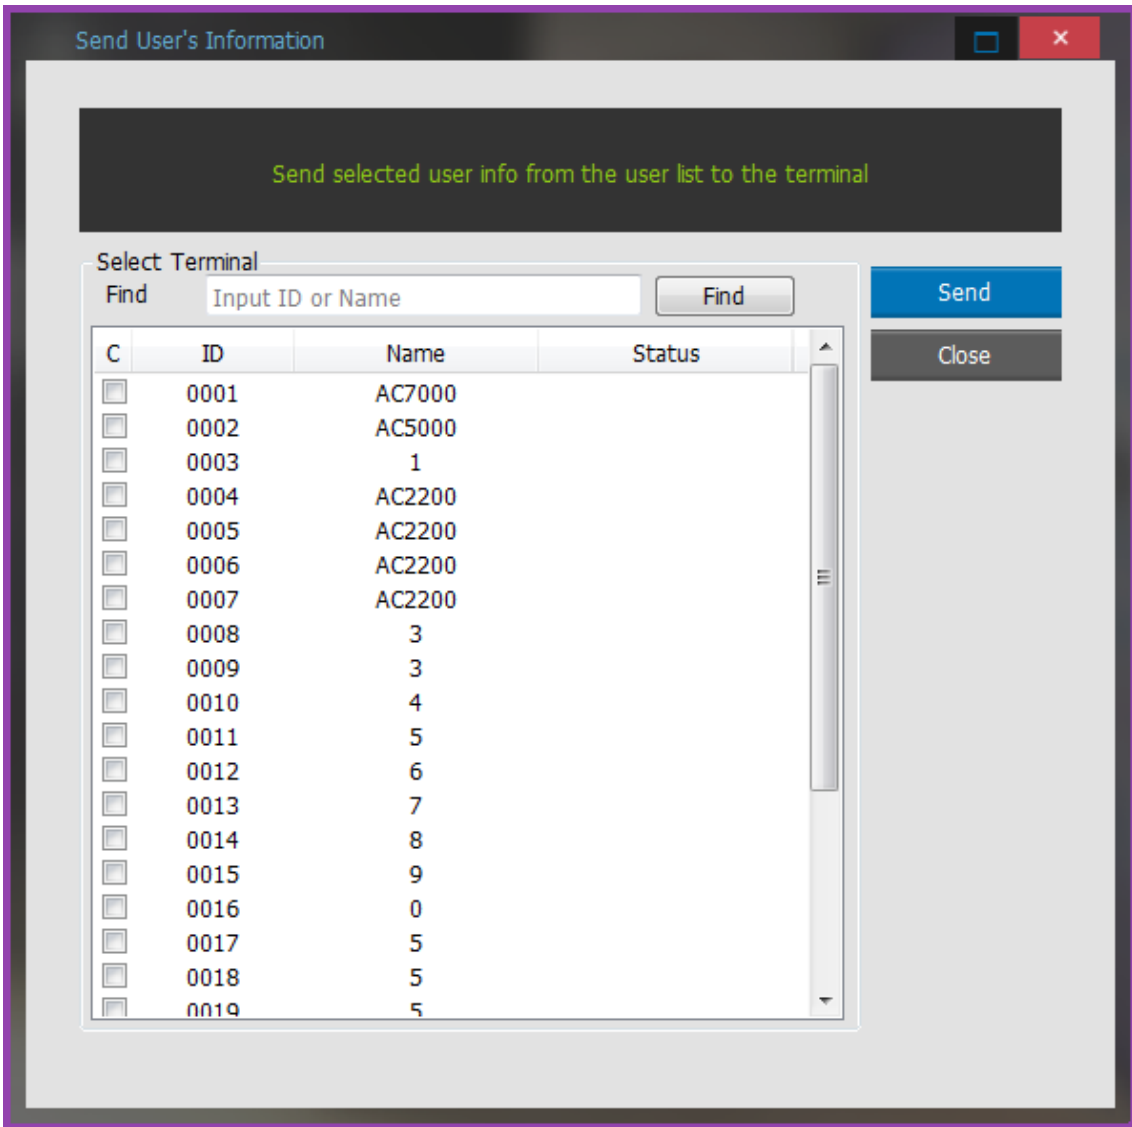 Send User's Information
Send selected user info from the user list to the terminal
Select Terminal
Find Input ID or Name Find Send
Close
C ID Name Status
0001 AC7000
0002 AC5000
0003 1
0004 AC2200
0005 AC2200
0006 AC2200
0007 AC2200
0008 3
0009 3
0010 4
0011 5
0012 6
0013 7
0014 8
0015 9
0016 0
0017 5
0018 5
0019 5